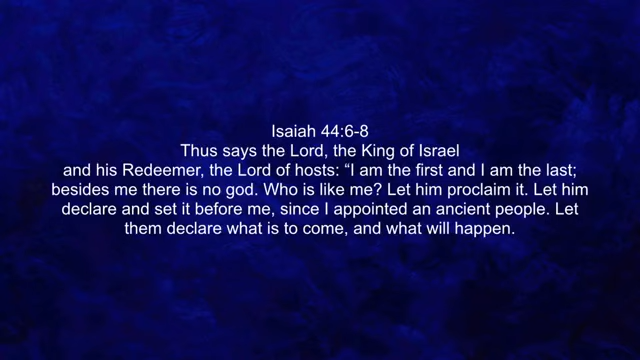 Isaiah 44:6-8
Thus says the Lord, the King of Israel
and his Redeemer, the Lord of hosts: “I am the first and I am the last;
besides me there is no god. Who is like me? Let him proclaim it. Let him
declare and set it before me, since I appointed an ancient people. Let
them declare what is to come, and what will happen.